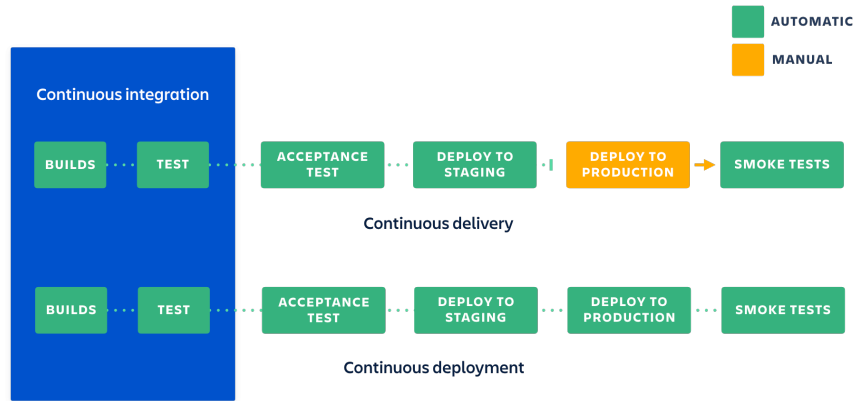 AUTOMATIC
MANUAL
Continuous integration
BUILDS
TEST
ACCEPTANCE
TEST
DEPLOY TO
STAGING
DEPLOY TO
PRODUCTION
SMOKE TESTS
Continuous delivery
BUILDS
TEST
ACCEPTANCE
TEST
DEPLOY TO
STAGING
DEPLOY TO
PRODUCTION
SMOKE TESTS
Continuous deployment